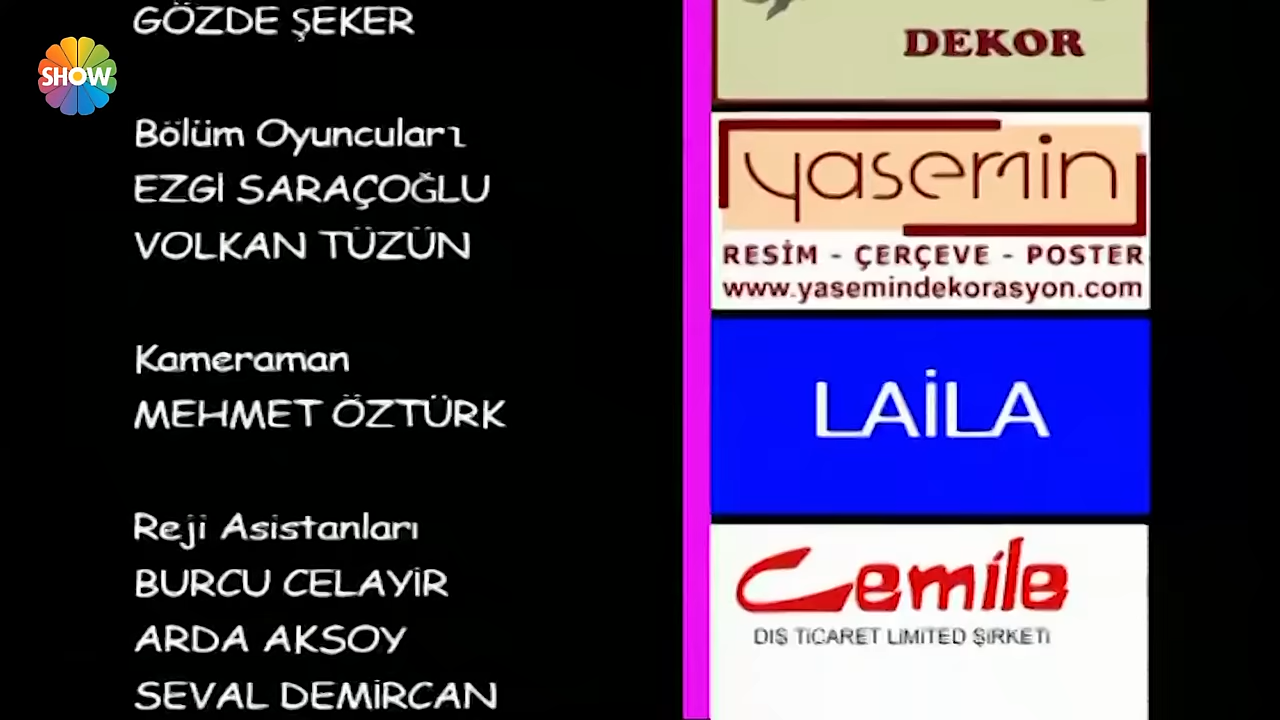 GÖZDE ŞEKER
SHOW
Bölüm Oyuncuları
EZGİ SARAÇOĞLU
VOLKAN TÜZÜN
Kameraman
MEHMET ÖZTÜRK
Reji Asistanları
BURCU CELAYİR
ARDA AKSOY
SEVAL DEMİRCAN
DEKOR
yasemin
RESİM - ÇERÇEVE - POSTER
www.yasemindekorasyon.com
LAİLA
Cemile
DIŞ TİCARET LİMİTED ŞİRKETİ